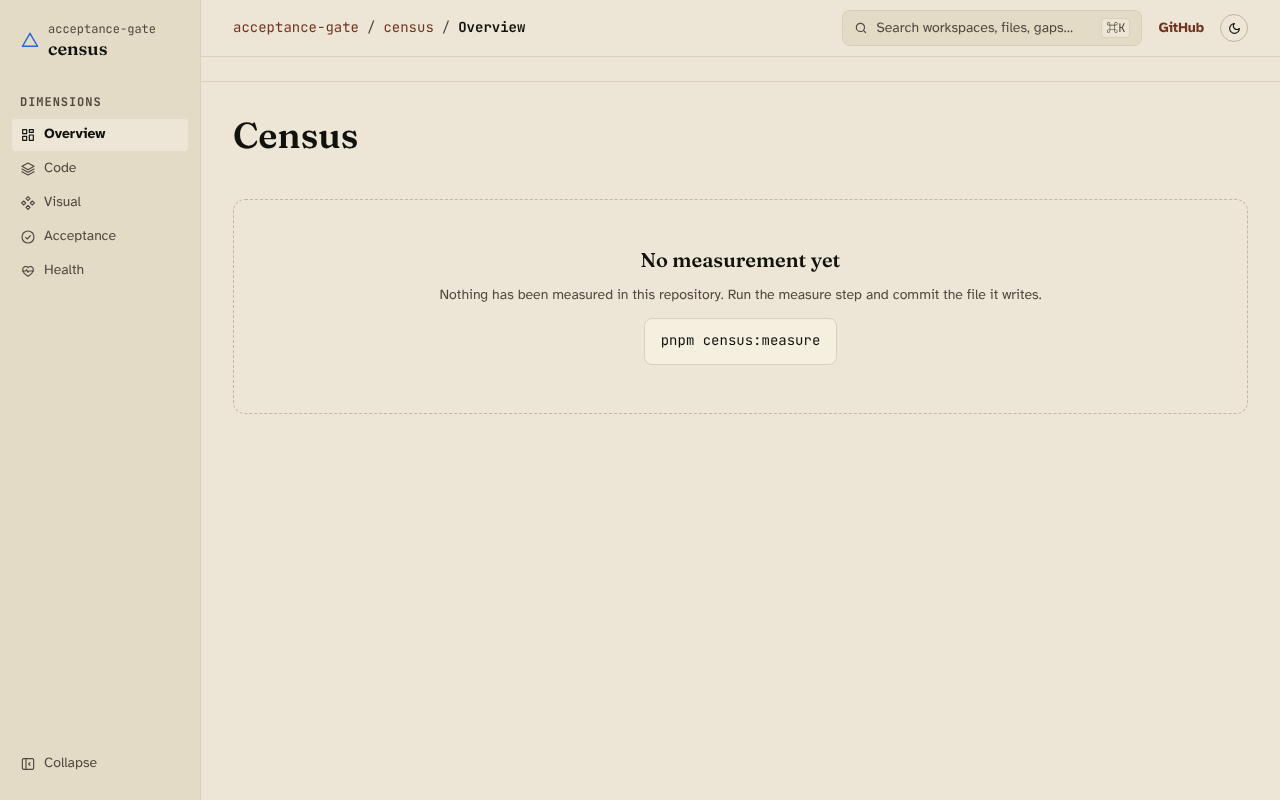 acceptance-gate
census
DIMENSIONS
Overview
Code
Visual
Acceptance
Health
Collapse
acceptance-gate / census / Overview
Search workspaces, files, gaps...
⌘K
GitHub
Census
No measurement yet
Nothing has been measured in this repository. Run the measure step and commit the file it writes.
pnpm census:measure